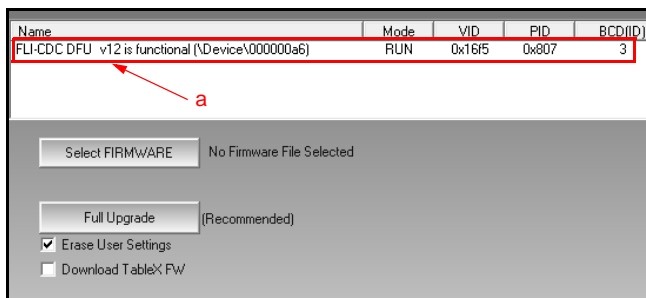 Name Mode VID PID BCD(ID)
FLI-CDC DFU v12 is functional (\Device\000000a6) RUN 0x16f5 0x807 3
a
Select FIRMWARE No Firmware File Selected
Full Upgrade (Recommended)
Erase User Settings
Download TableX FW